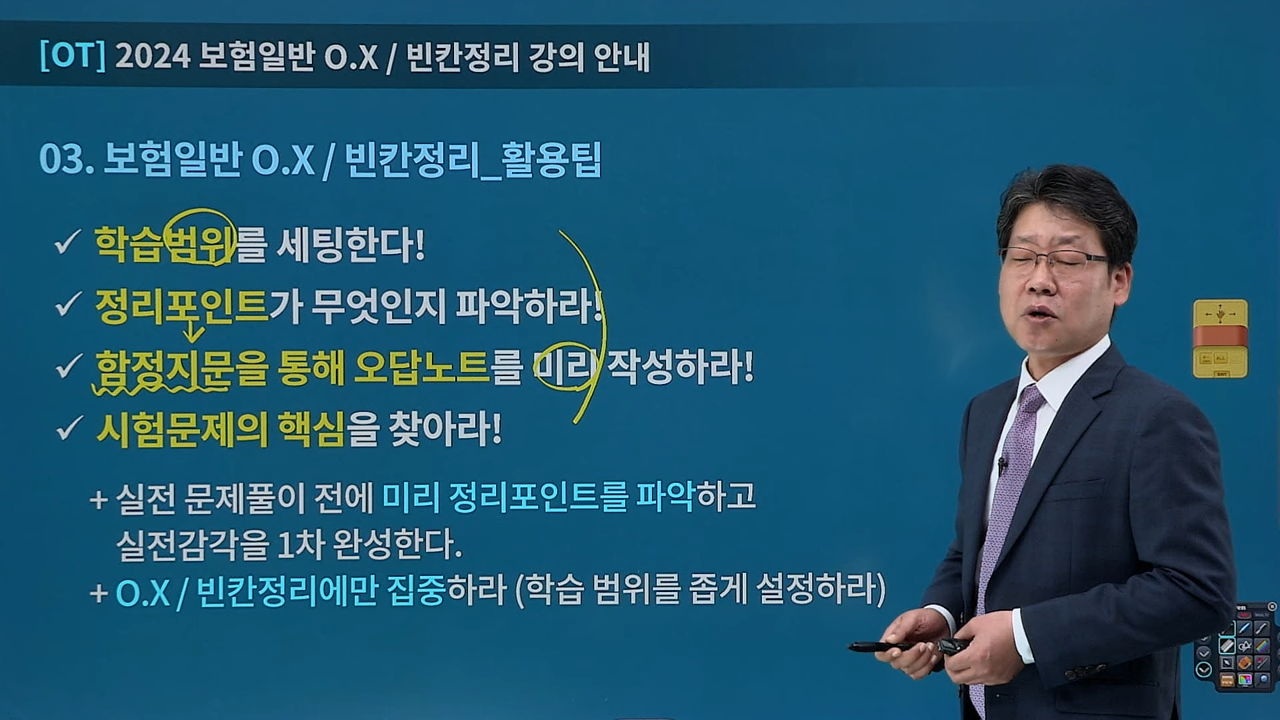 [OT] 2024 보험일반 O.X / 빈칸정리 강의 안내
03. 보험일반 O.X / 빈칸정리_활용팁
✓ 학습범위를 세팅한다!
✓ 정리포인트가 무엇인지 파악하라!
✓ 함정지문을 통해 오답노트를 미리 작성하라!
✓ 시험문제의 핵심을 찾아라!
+ 실전 문제풀이 전에 미리 정리포인트를 파악하고
실전감각을 1차 완성한다.
+ O.X / 빈칸정리에만 집중하라 (학습 범위를 좁게 설정하라)